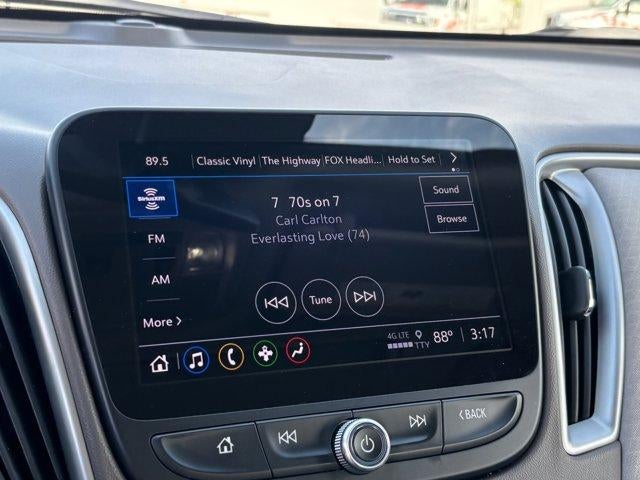 89.5 Classic Vinyl The Highway FOX Headli... Hold to Set
SiriusXM
7 70s on 7
Sound
Carl Carlton
Browse
FM
Everlasting Love (74)
AM
Tune
More
4G LTE
TTY
88° 3:17
BACK